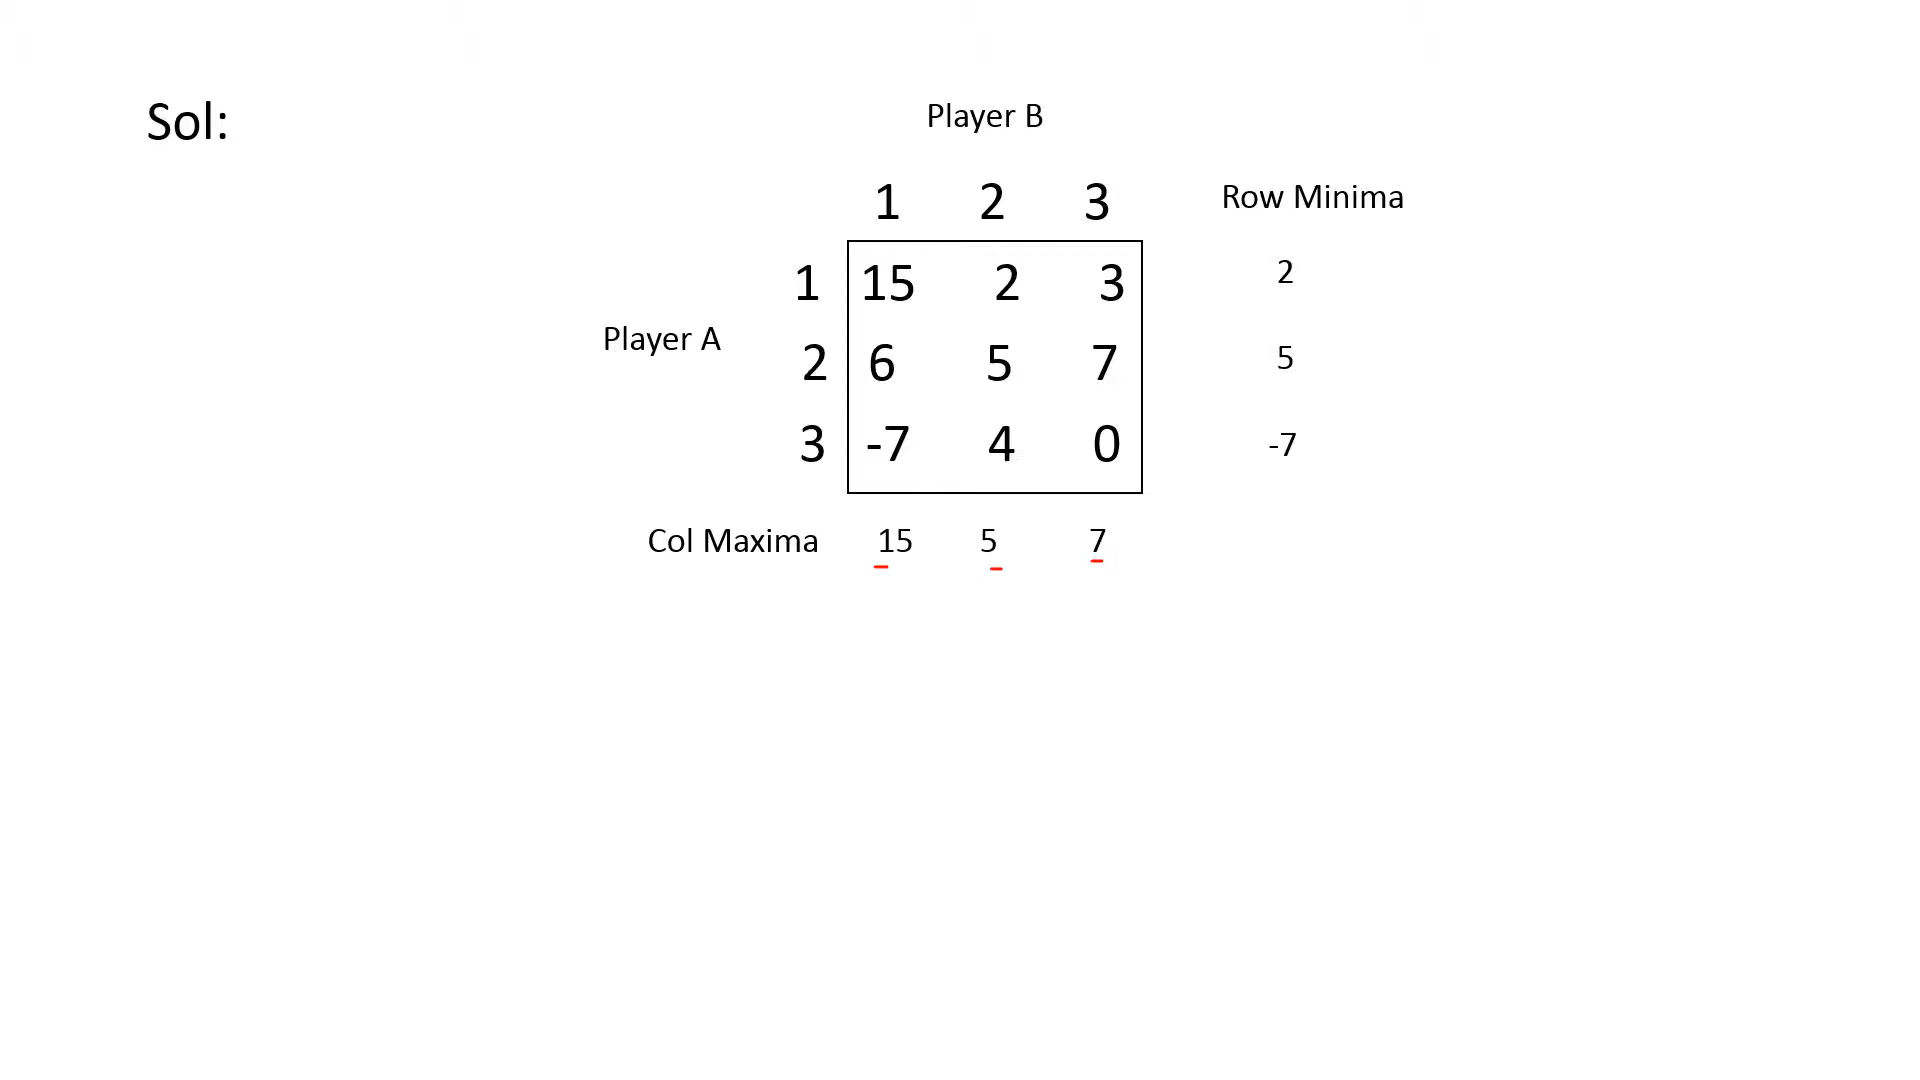 Sol:
Player B
1 2 3 Row Minima
1 15 2 3 2
Player A
2 6 5 7 5
3 -7 4 0 -7
Col Maxima 15 5 7